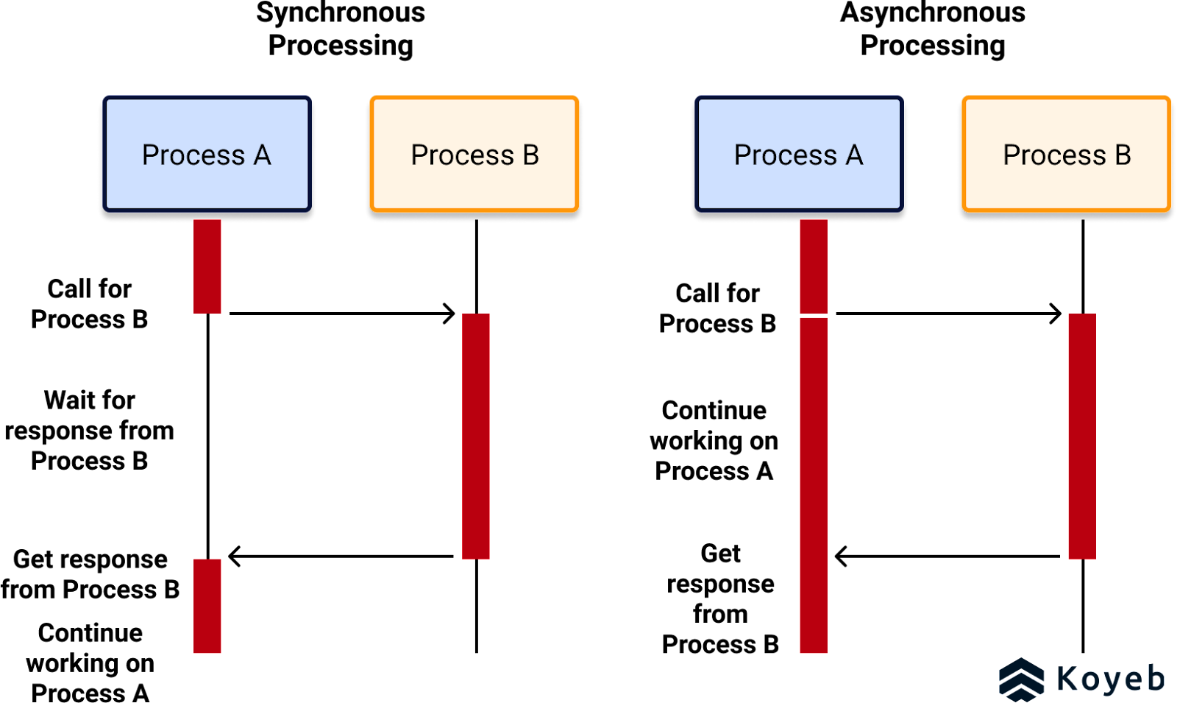 Synchronous
Processing
Process A
Process B
Call for
Process B
Wait for
response from
Process B
Get response
from Process B
Continue
working on
Process A
Asynchronous
Processing
Process A
Process B
Call for
Process B
Continue
working on
Process A
Get
response
from
Process B
Koyeb